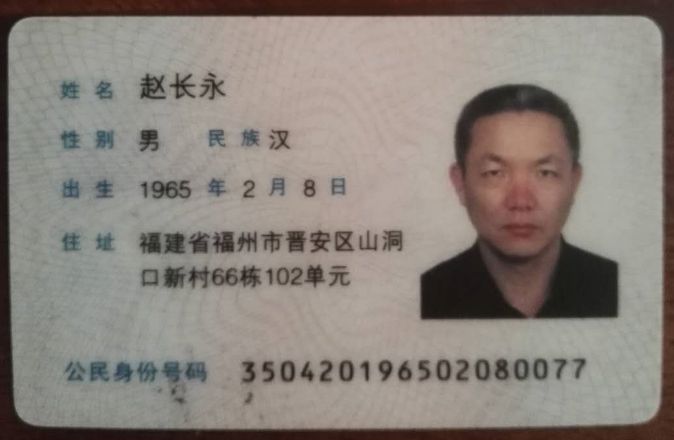 姓名 赵长永
性别 男 民族 汉
出生 1965 年 2 月 8 日
住址 福建省福州市晋安区山洞
口新村66栋102单元
公民身份号码 350420196502080077